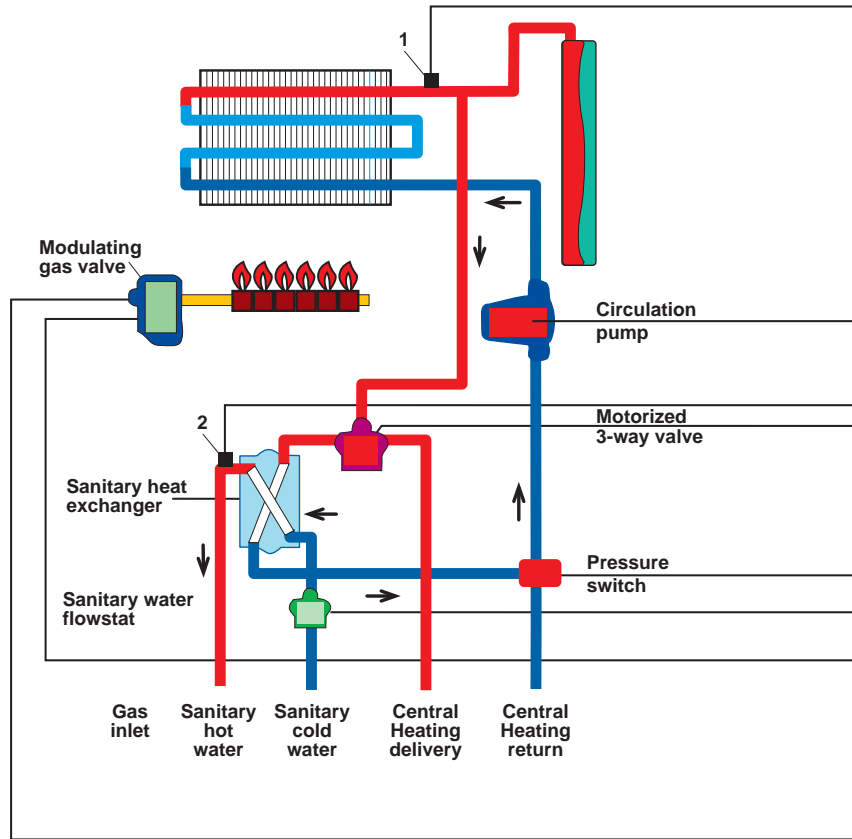 1
Modulating
gas valve
Circulation
pump
2
Motorized
3-way valve
Sanitary heat
exchanger
Pressure
switch
Sanitary water
flowstat
Gas
inlet
Sanitary
hot
water
Sanitary
cold
water
Central
Heating
delivery
Central
Heating
return